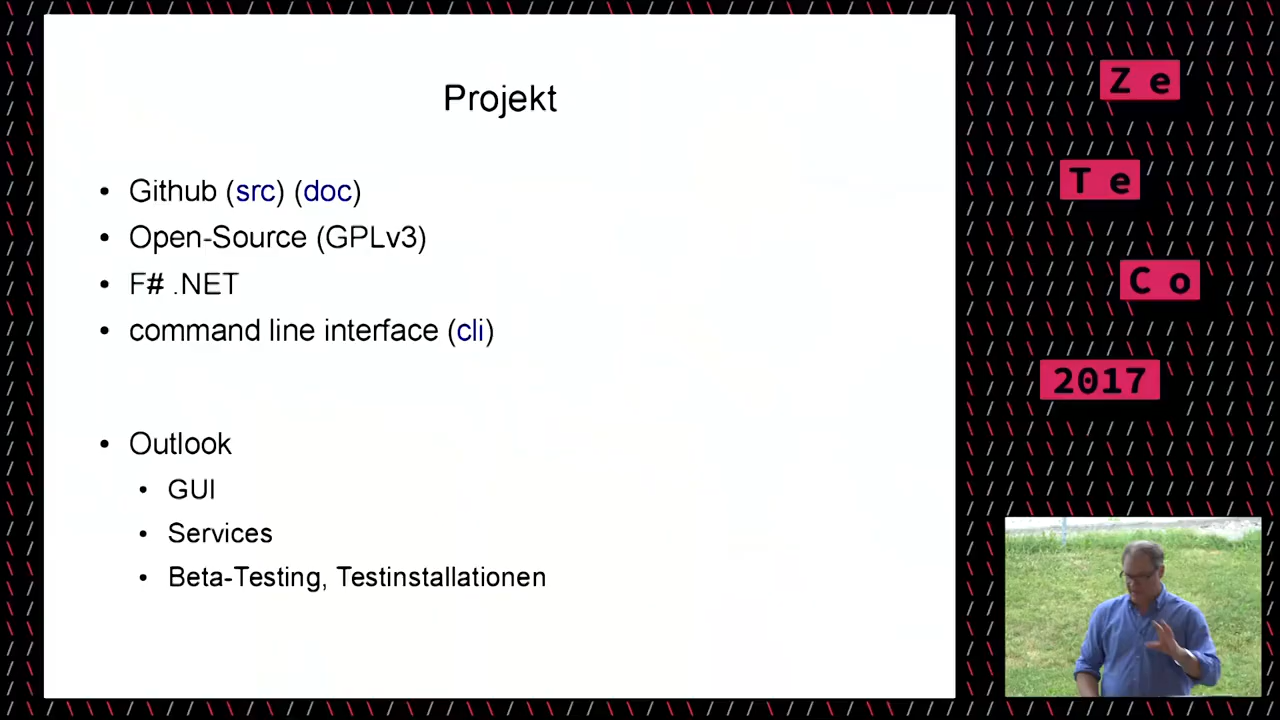 Projekt
• Github (src) (doc)
• Open-Source (GPLv3)
• F# .NET
• command line interface (cli)
• Outlook
• GUI
• Services
• Beta-Testing, Testinstallationen
Z e
T e
C o
2017